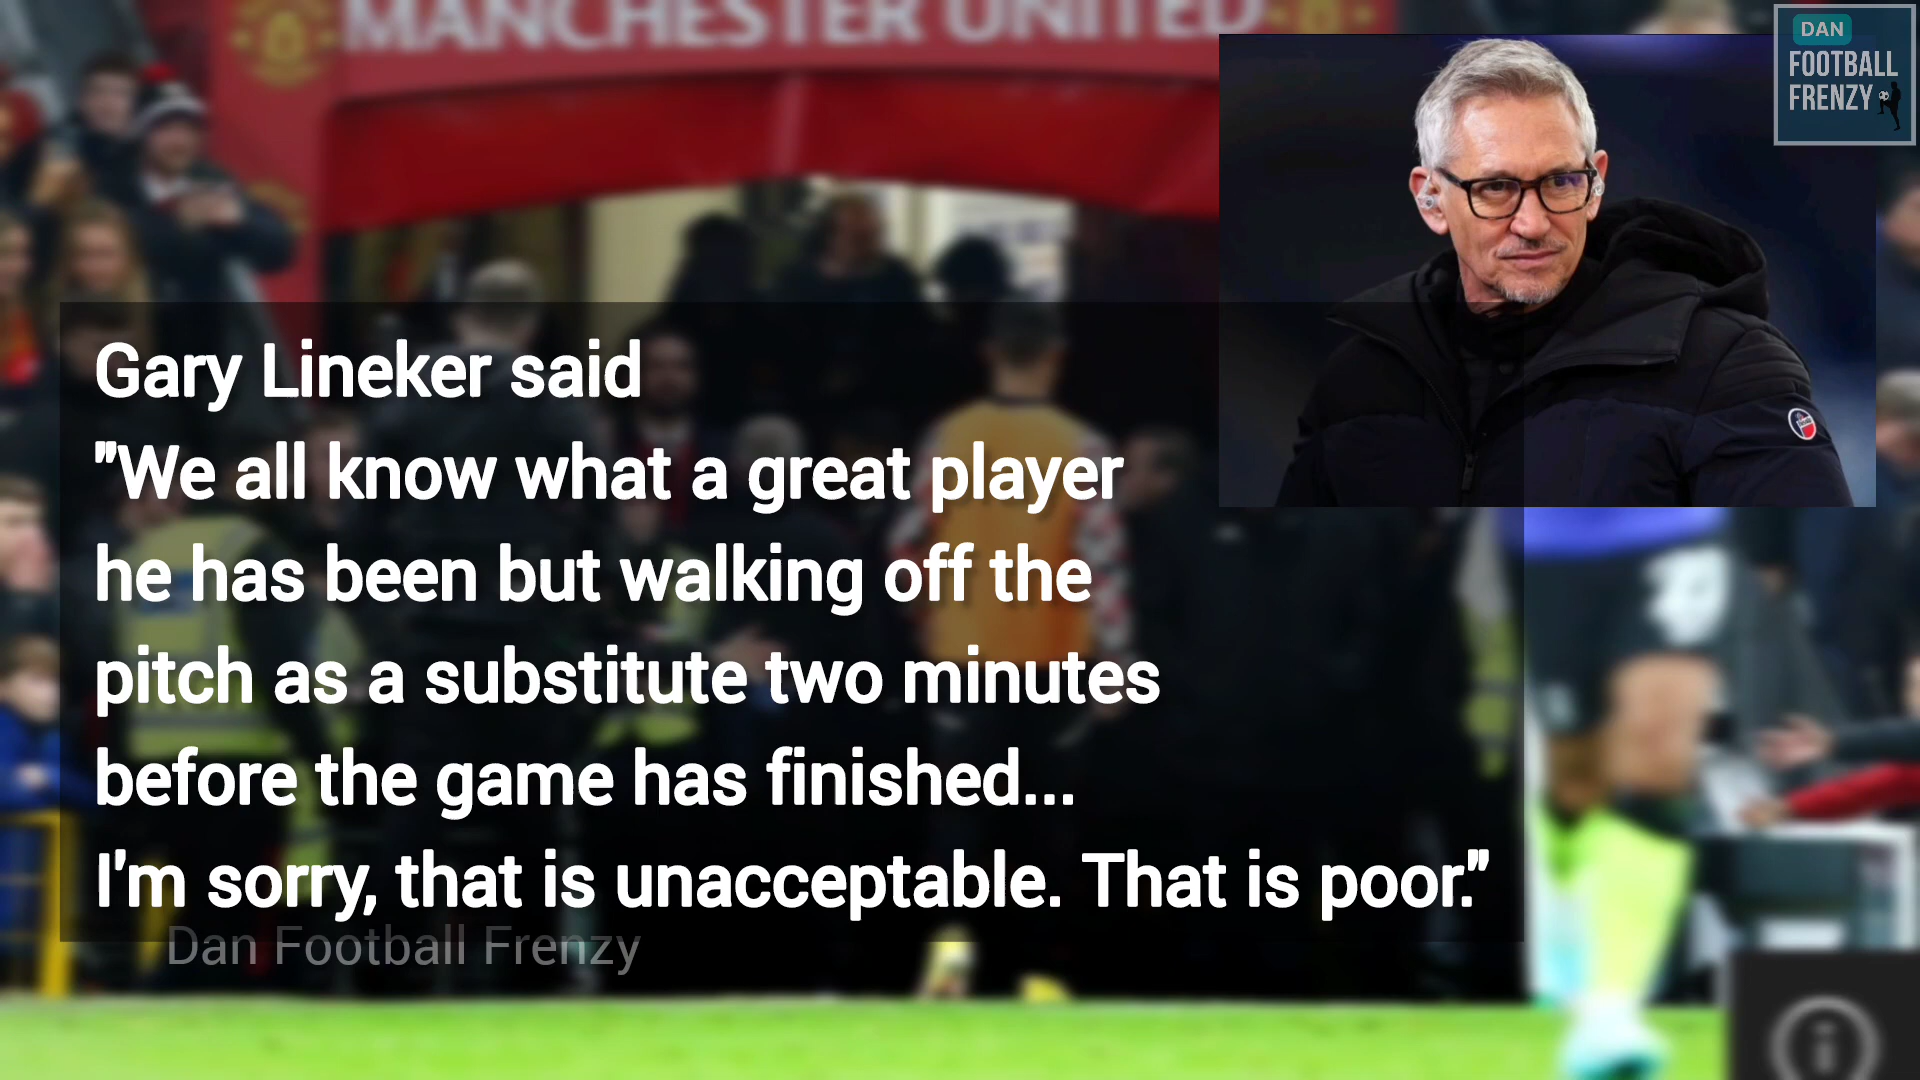 MANCHESTER UNITED
DAN
FOOTBALL
FRENZY
Gary Lineker said
"We all know what a great player
he has been but walking off the
pitch as a substitute two minutes
before the game has finished...
I'm sorry, that is unacceptable. That is poor."
Dan Football Frenzy